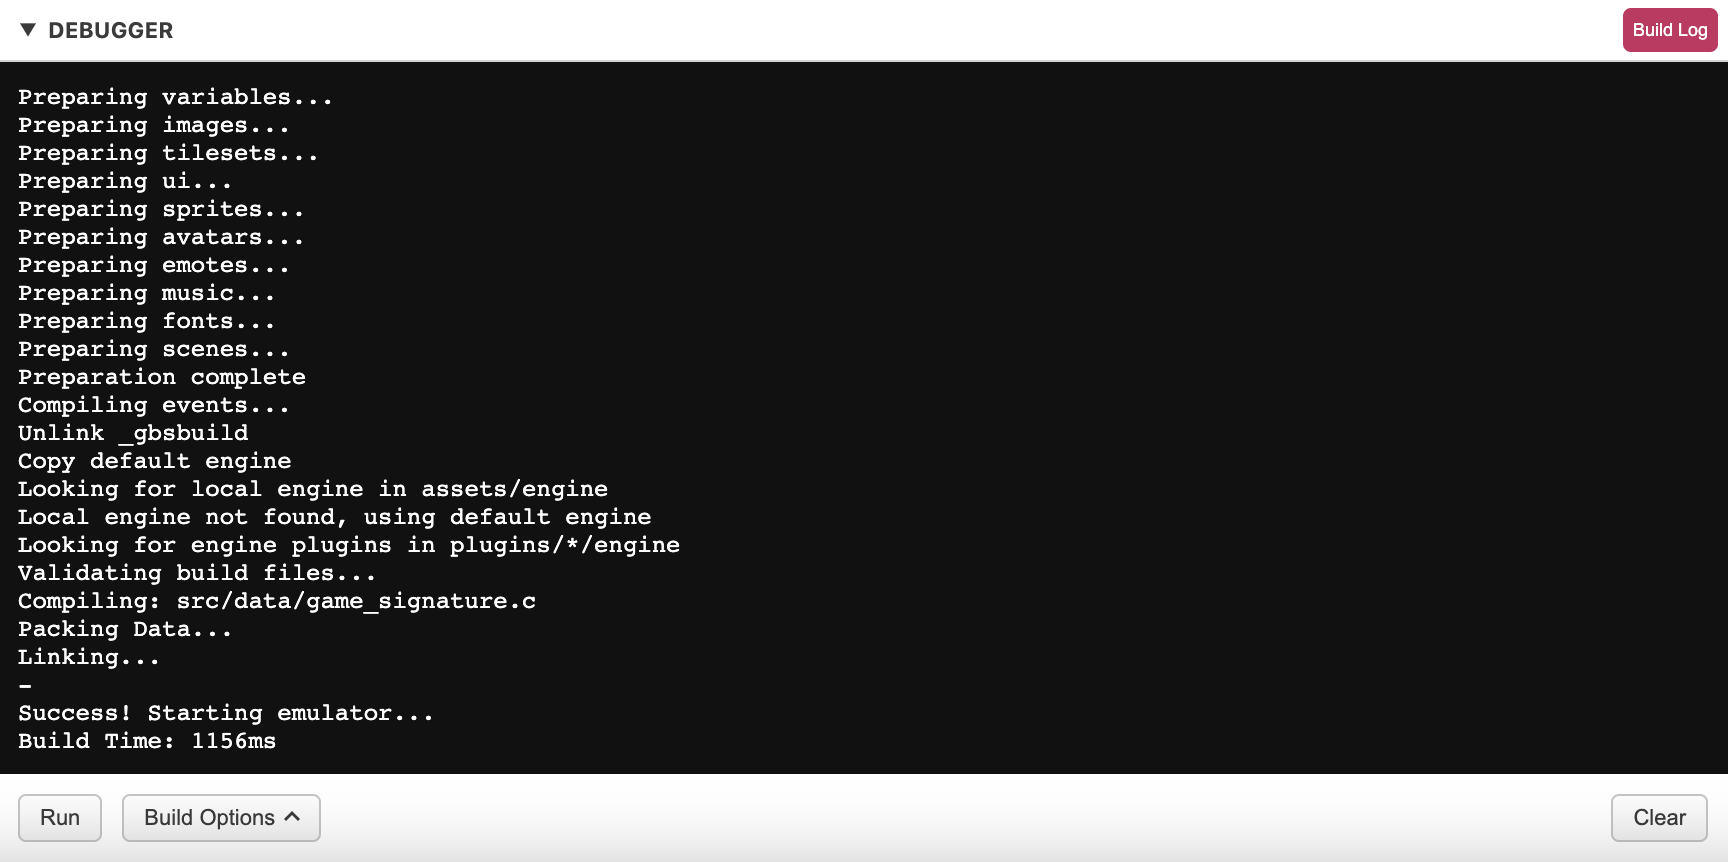 DEBUGGER
Build Log
Preparing variables...
Preparing images...
Preparing tilesets...
Preparing ui...
Preparing sprites...
Preparing avatars...
Preparing emotes...
Preparing music...
Preparing fonts...
Preparing scenes...
Preparation complete
Compiling events...
Unlink _gbsbuild
Copy default engine
Looking for local engine in assets/engine
Local engine not found, using default engine
Looking for engine plugins in plugins/*/engine
Validating build files...
Compiling: src/data/game_signature.c
Packing Data...
Linking...
-
Success! Starting emulator...
Build Time: 1156ms
Run
Build Options
Clear